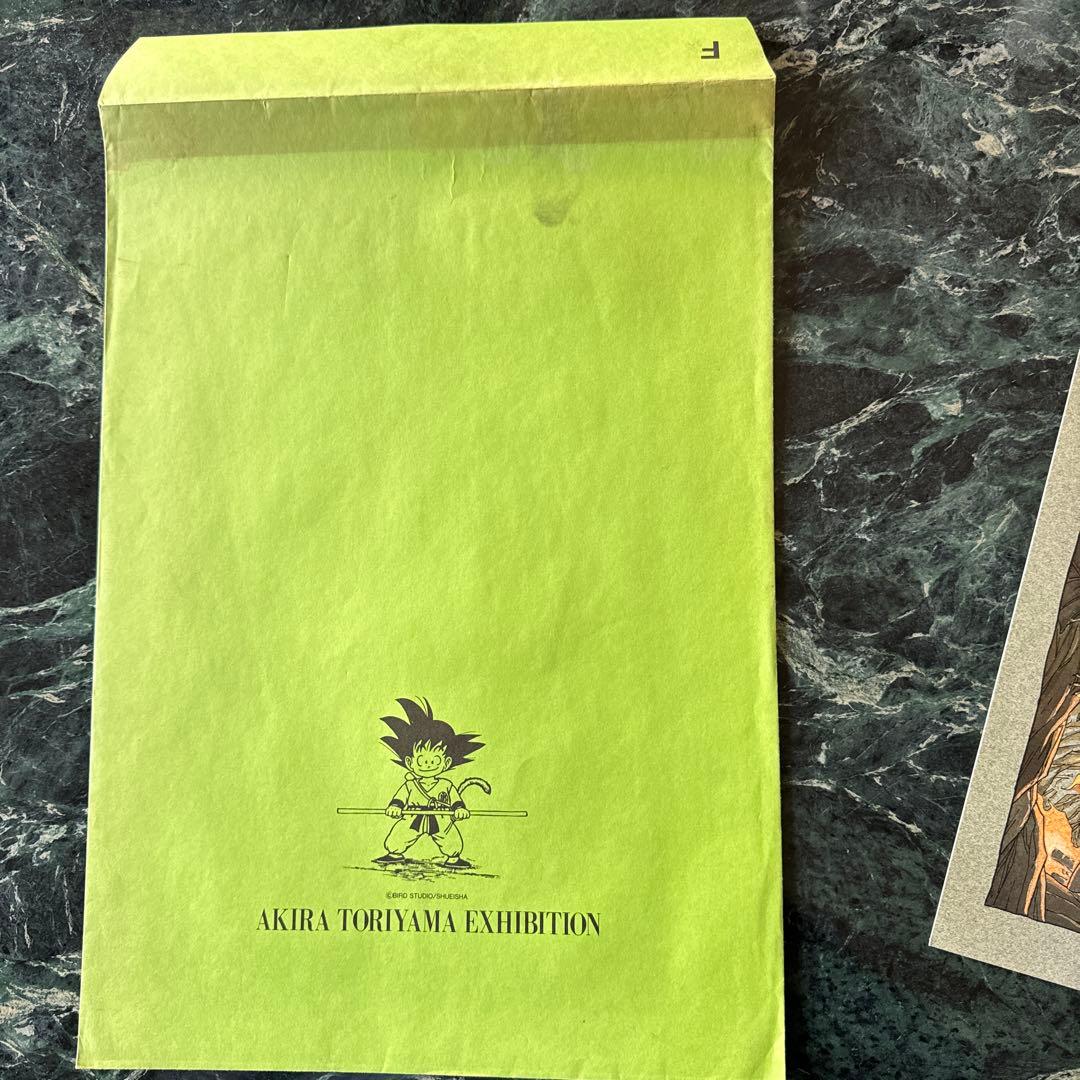 F
©BIRD STUDIO/SHUEISHA
AKIRA TORIYAMA EXHIBITION